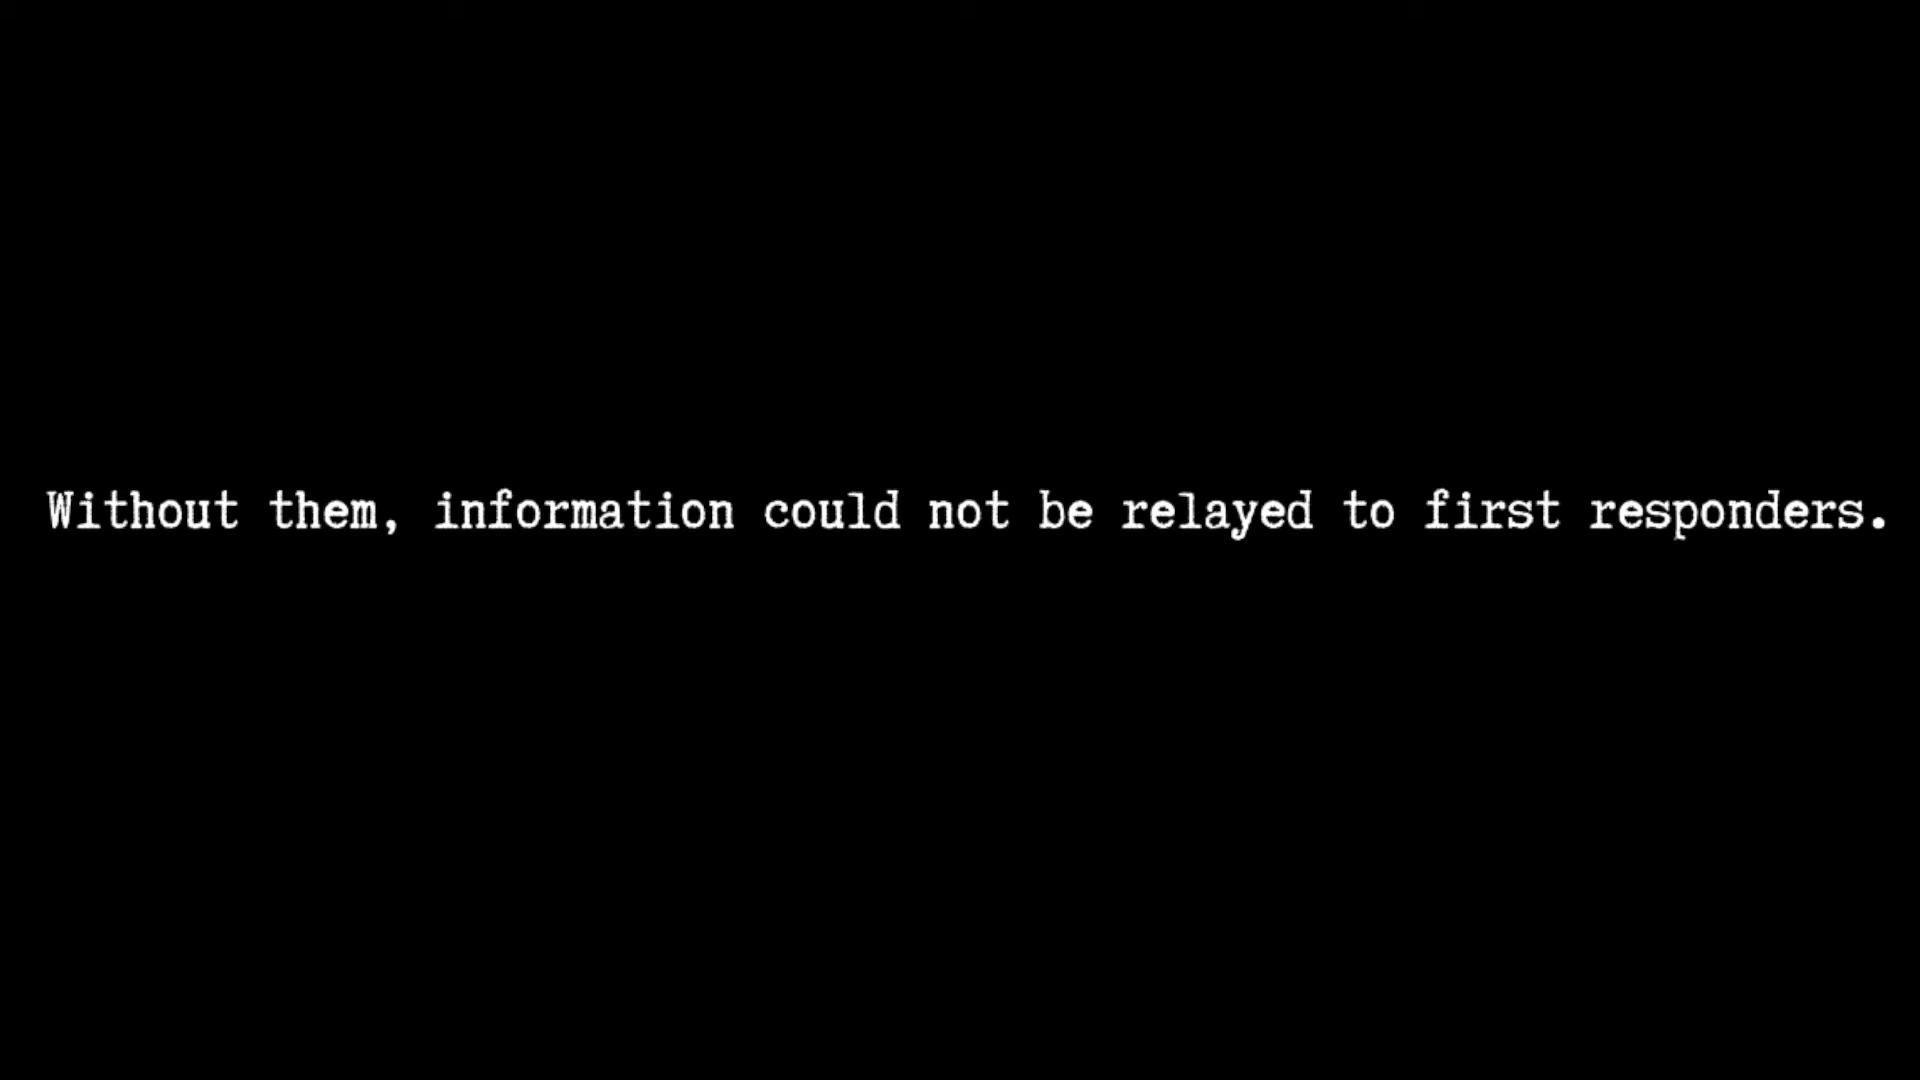 Without them, information could not be relayed to first responders.